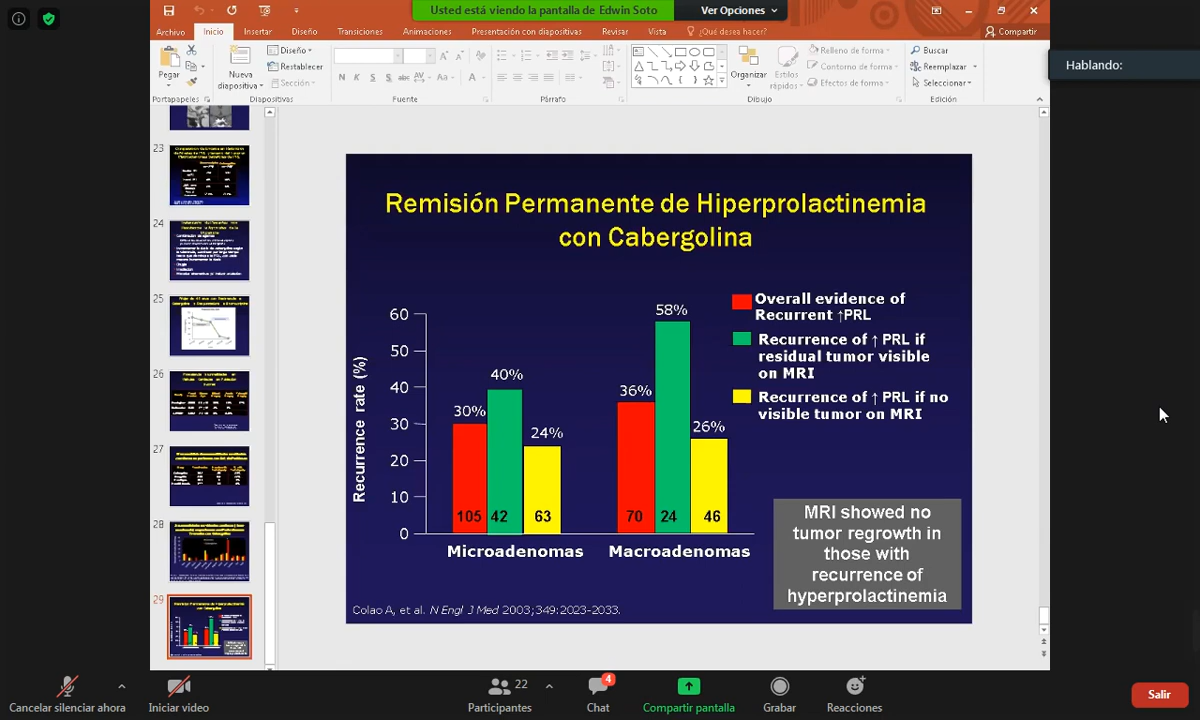 Usted está viendo la pantalla de Edwin Soto
Ver Opciones
Archivo
Inicio
Insertar
Diseño
Transiciones
Animaciones
Presentación con diapositivas
Revisar
Vista
¿Qué desea hacer?
Compartir
Pegar
Nueva
diapositiva
Diseño
Restablecer
Sección
N K S abc AV Aa A
Organizar
Estilos
rápidos
Relleno de forma
Contorno de forma
Efectos de forma
Buscar
Reemplazar
Seleccionar
Portapapeles
Diapositivas
Fuente
Párrafo
Dibujo
Edición
Hablando:
23
24
25
26
27
28
29
Remisión Permanente de Hiperprolactinemia
con Cabergolina
Recurrence rate (%)
60
50
40
30
20
10
0
30%
40%
24%
36%
58%
26%
105
42
63
70
24
46
Microadenomas
Macroadenomas
Overall evidence of
Recurrent ↑PRL
Recurrence of ↑ PRL if
residual tumor visible
on MRI
Recurrence of ↑ PRL if no
visible tumor on MRI
MRI showed no
tumor regrowth in
those with
recurrence of
hyperprolactinemia
Colao A, et al. N Engl J Med 2003;349:2023-2033.
Cancelar silenciar ahora
Iniciar video
22
Participantes
4
Chat
Compartir pantalla
Grabar
Reacciones
Salir